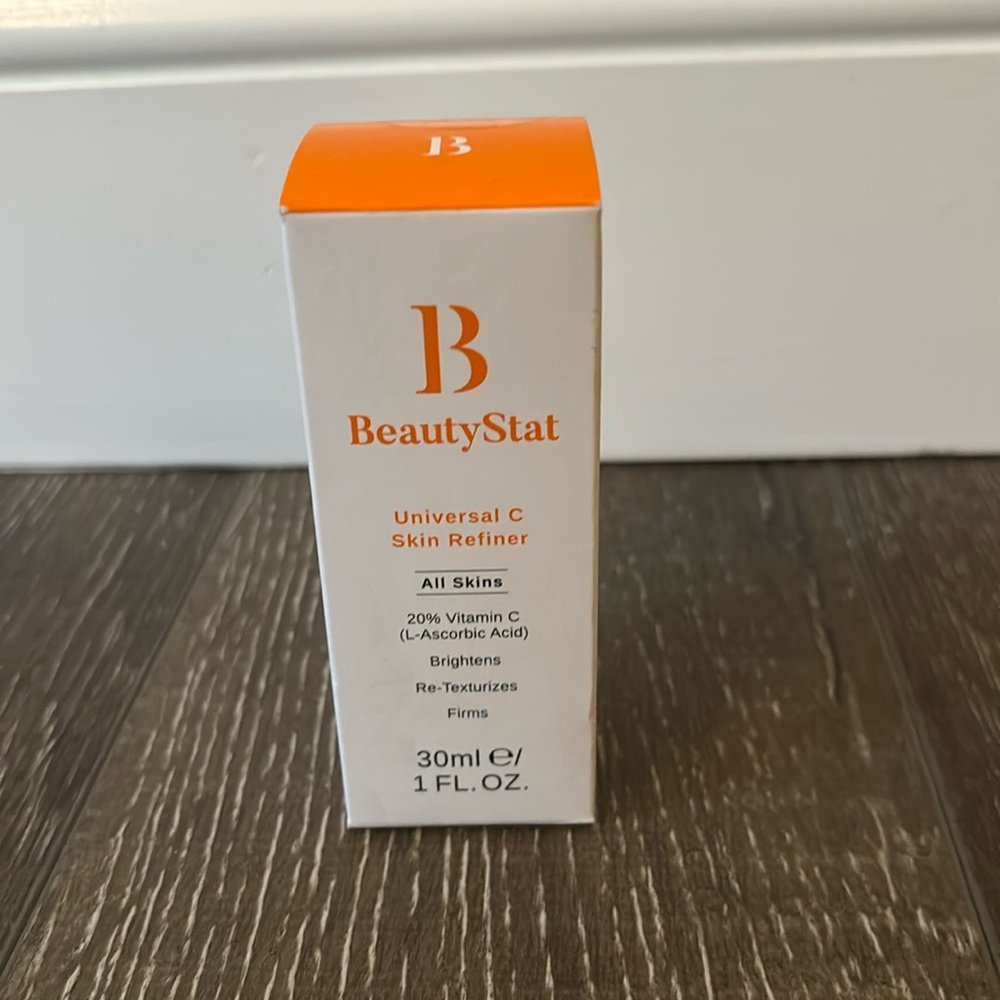 B
B
BeautyStat
Universal C
Skin Refiner
All Skins
20% Vitamin C
(L-Ascorbic Acid)
Brightens
Re-Texturizes
Firms
30ml ℮/
1 FL. OZ.